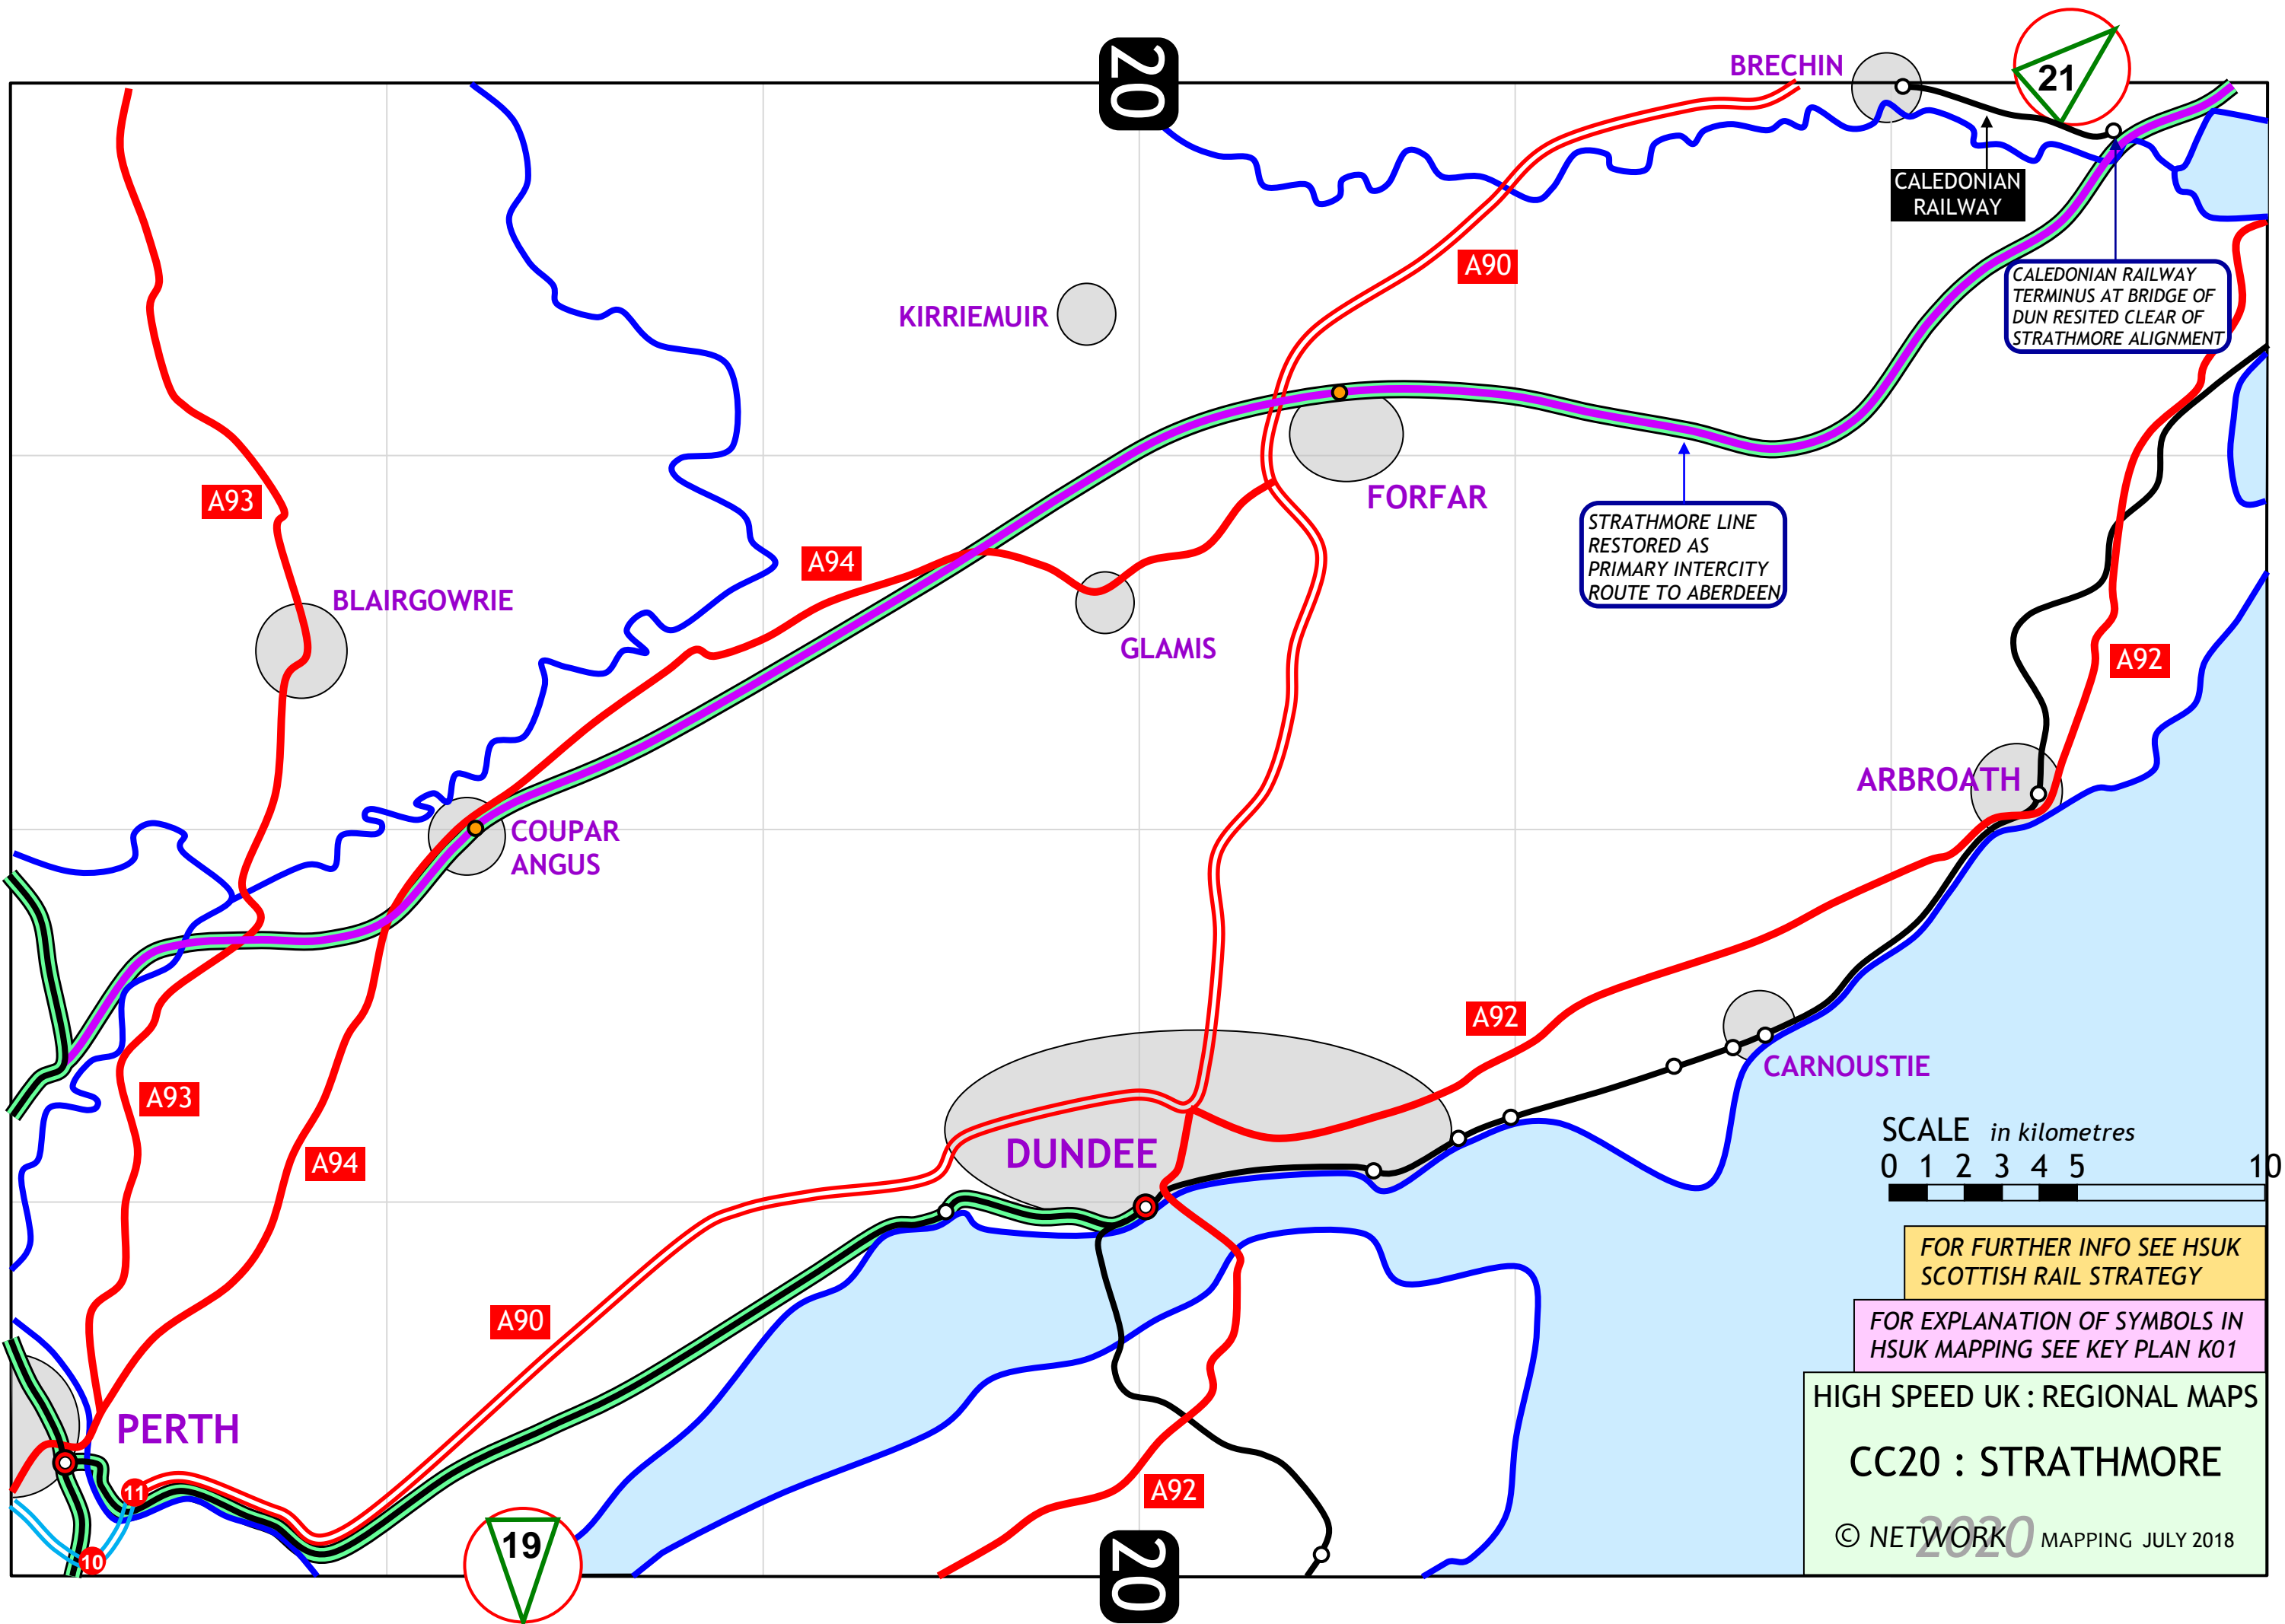 20
21
BRECHIN
CALEDONIAN
RAILWAY
A90
CALEDONIAN RAILWAY
TERMINUS AT BRIDGE OF
DUN RESITED CLEAR OF
STRATHMORE ALIGNMENT
KIRRIEMUIR
A93
FORFAR
STRATHMORE LINE
RESTORED AS
PRIMARY INTERCITY
ROUTE TO ABERDEEN
A94
BLAIRGOWRIE
GLAMIS
A92
ARBROATH
COUPAR
ANGUS
A92
CARNOUSTIE
A93
DUNDEE
A94
SCALE in kilometres
0 1 2 3 4 5 10
A90
FOR FURTHER INFO SEE HSUK
SCOTTISH RAIL STRATEGY
FOR EXPLANATION OF SYMBOLS IN
HSUK MAPPING SEE KEY PLAN K01
HIGH SPEED UK : REGIONAL MAPS
CC20 : STRATHMORE
© NETWORK 2020 MAPPING JULY 2018
PERTH
11
A92
10
19
20